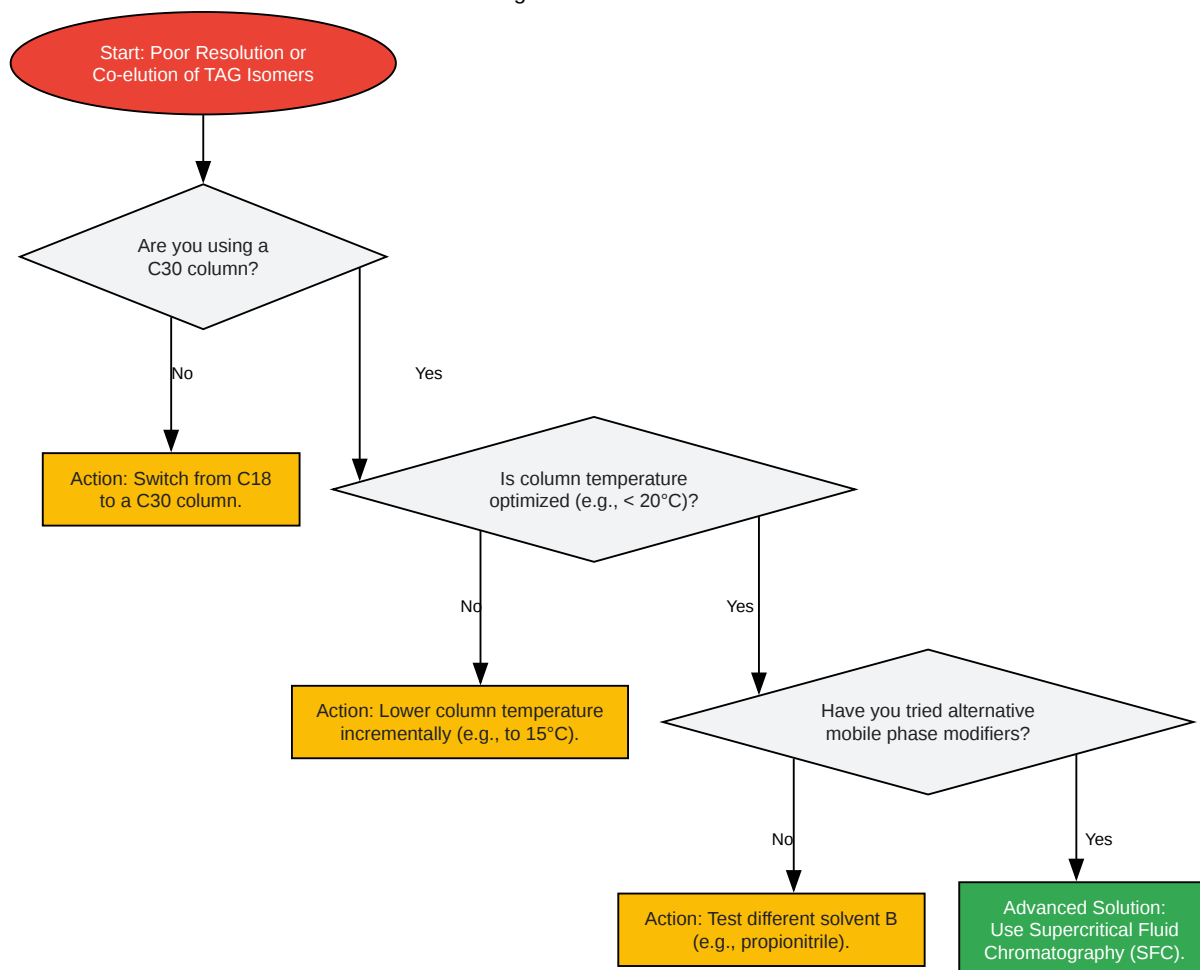 Start: Poor Resolution or
Co-elution of TAG Isomers
Are you using a
C30 column?
No
Yes
Action: Switch from C18
to a C30 column.
Is column temperature
optimized (e.g., < 20°C)?
No
Yes
Action: Lower column temperature
incrementally (e.g., to 15°C).
Have you tried alternative
mobile phase modifiers?
No
Yes
Action: Test different solvent B
(e.g., propionitrile).
Advanced Solution:
Use Supercritical Fluid
Chromatography (SFC).